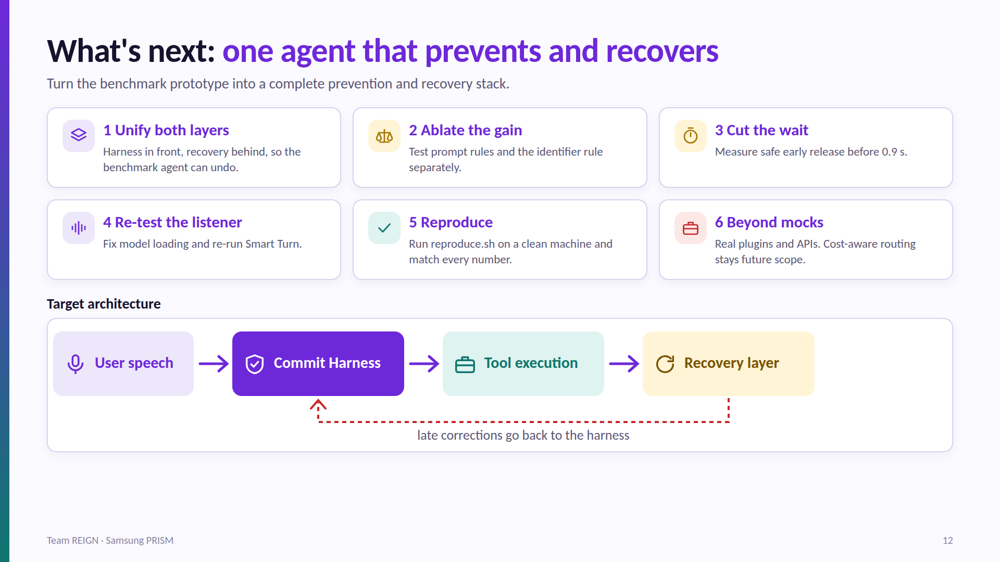 What's next: one agent that prevents and recovers
Turn the benchmark prototype into a complete prevention and recovery stack.
1 Unify both layers
Harness in front, recovery behind, so the
benchmark agent can undo.
2 Ablate the gain
Test prompt rules and the identifier rule
separately.
3 Cut the wait
Measure safe early release before 0.9 s.
4 Re-test the listener
Fix model loading and re-run Smart Turn.
5 Reproduce
Run reproduce.sh on a clean machine and
match every number.
6 Beyond mocks
Real plugins and APIs. Cost-aware routing
stays future scope.
Target architecture
User speech
Commit Harness
Tool execution
Recovery layer
late corrections go back to the harness
Team REIGN · Samsung PRISM
12